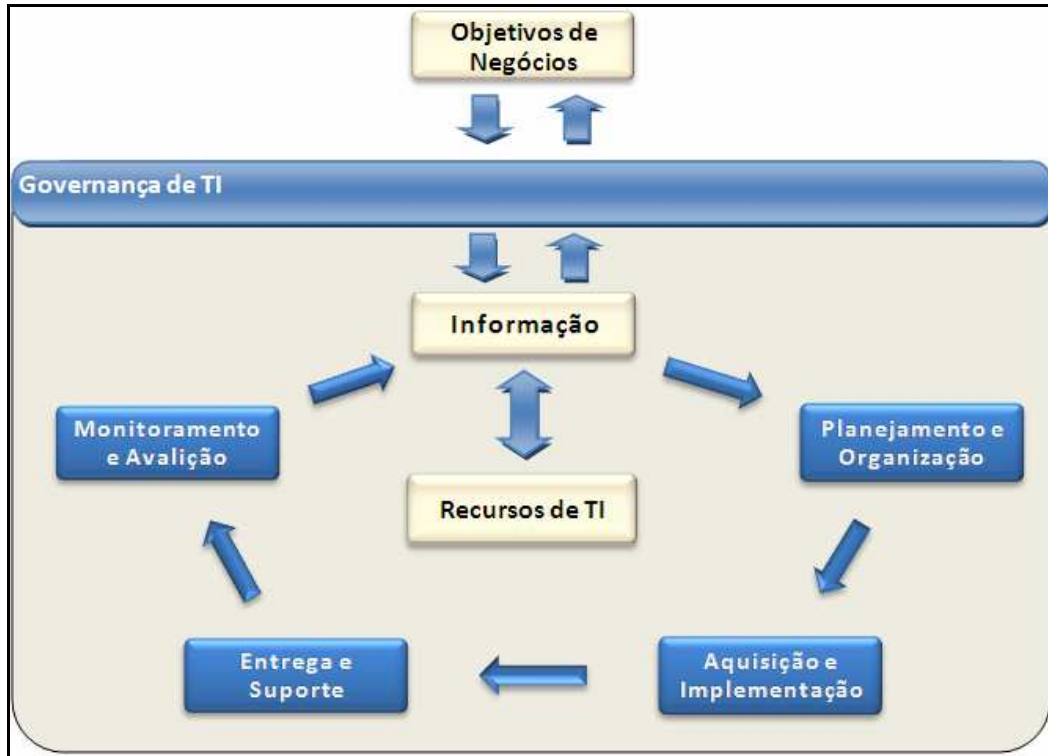 Objetivos de
Negócios
Governança de TI
Informação
Monitoramento
e Avalição
Planejamento e
Organização
Recursos de TI
Entrega e
Suporte
Aquisição e
Implementação